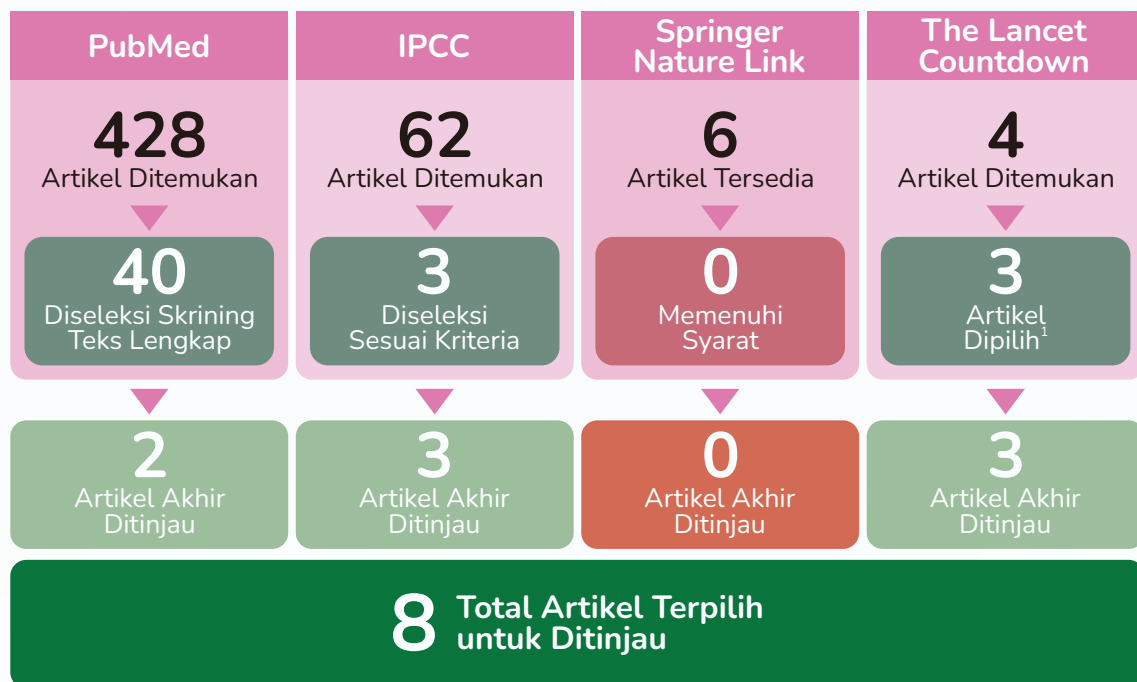 PubMed
428
Artikel Ditemukan
40
Diseleksi Skrining
Teks Lengkap
2
Artikel Akhir
Ditinjau
IPCC
62
Artikel Ditemukan
3
Diseleksi
Sesuai Kriteria
3
Artikel Akhir
Ditinjau
Springer
Nature Link
6
Artikel Tersedia
0
Memenuhi
Syarat
0
Artikel Akhir
Ditinjau
The Lancet
Countdown
4
Artikel Ditemukan
3
Artikel
Dipilih¹
3
Artikel Akhir
Ditinjau
8
Total Artikel Terpilih
untuk Ditinjau